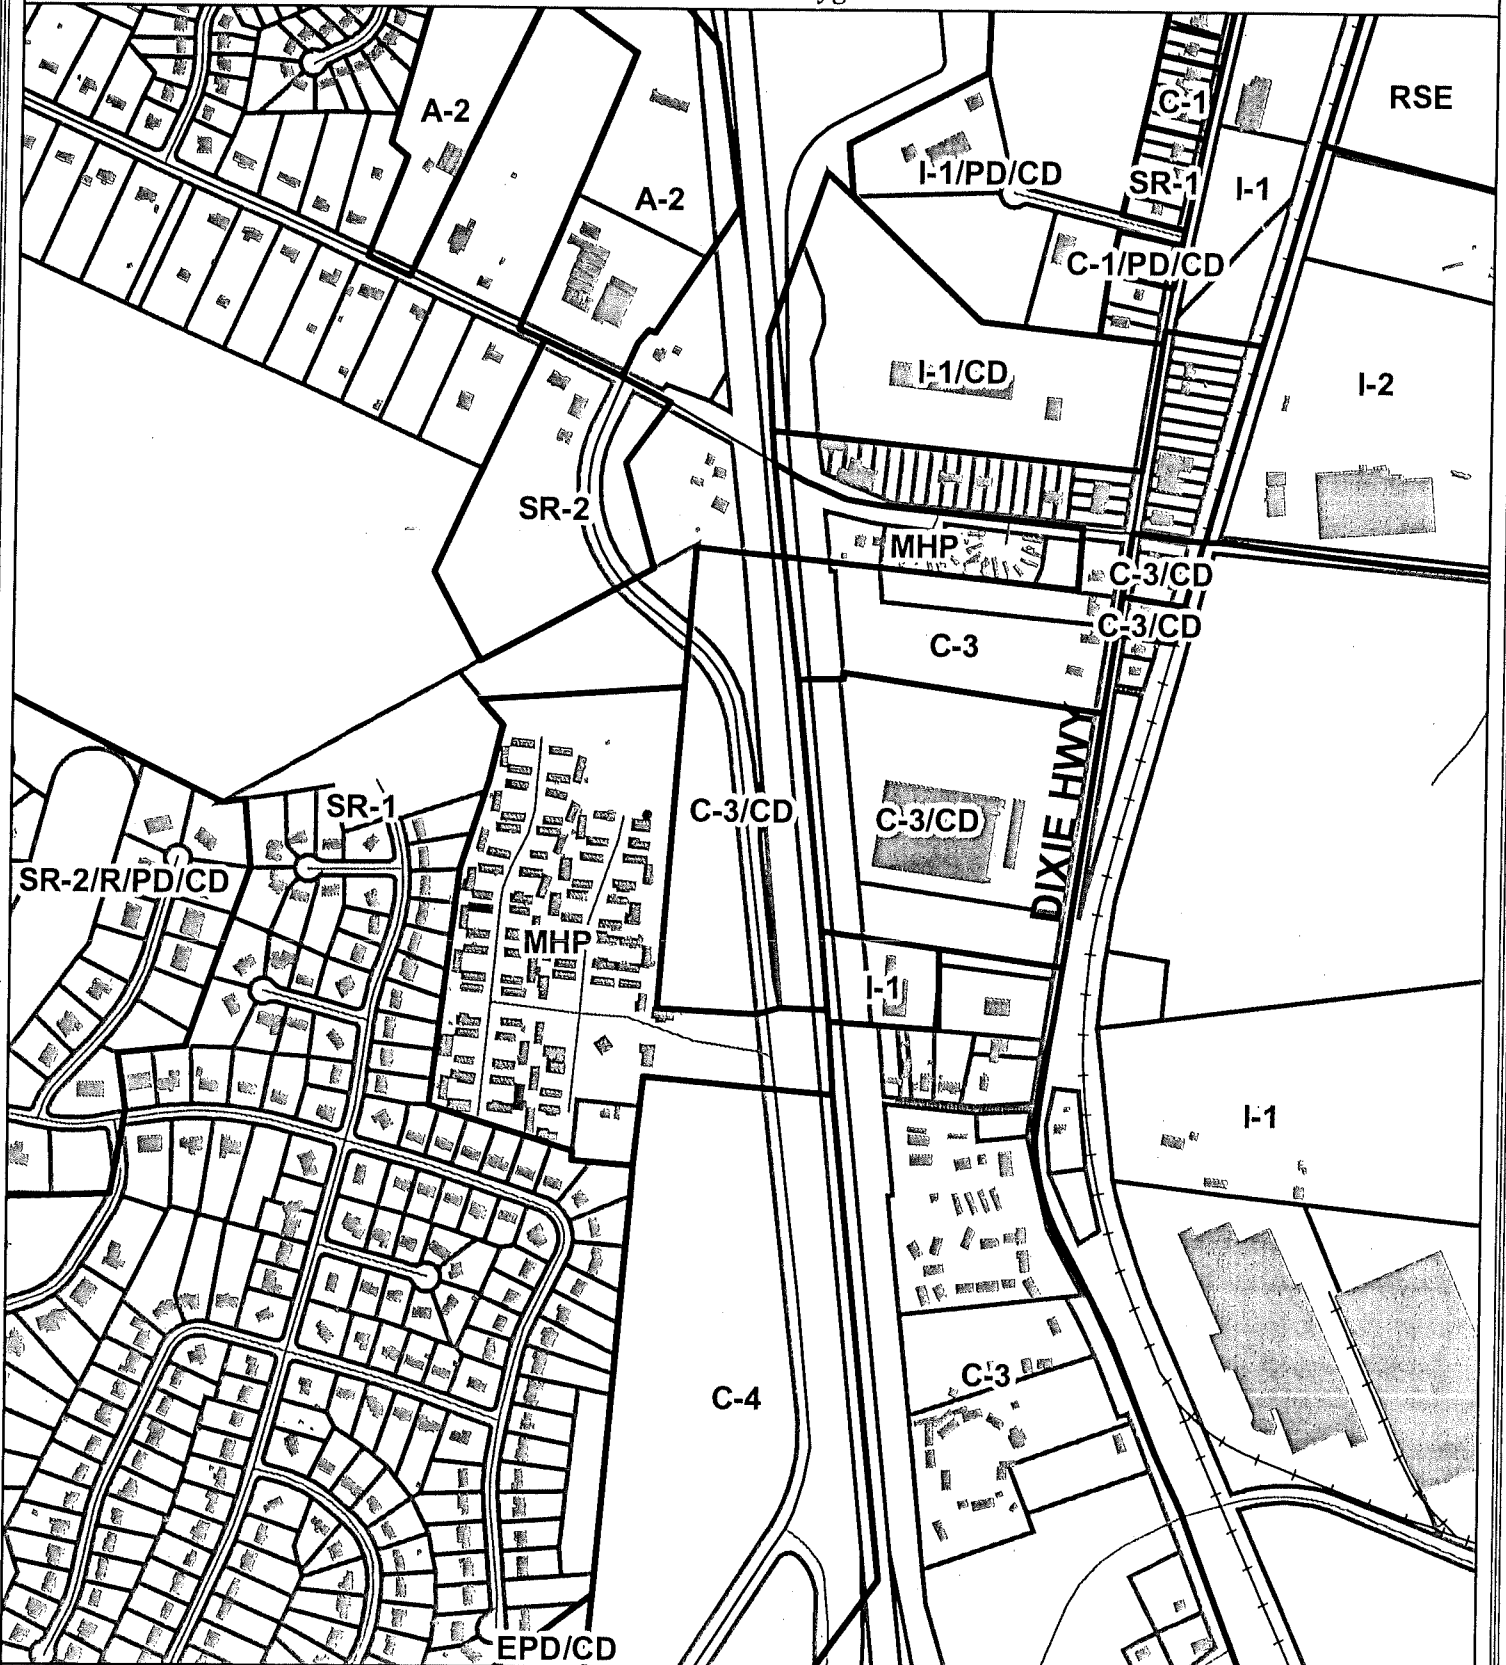 A-2
C-1
RSE
I-1/PD/CD
SR-1
I-1
A-2
C-1/PD/CD
I-1/CD
I-2
SR-2
MHP
C-3/CD
C-3/CD
C-3
DIXIE HWY
SR-1
C-3/CD
C-3/CD
SR-2/R/PD/CD
MHP
I-1
I-1
C-3
C-4
EPD/CD